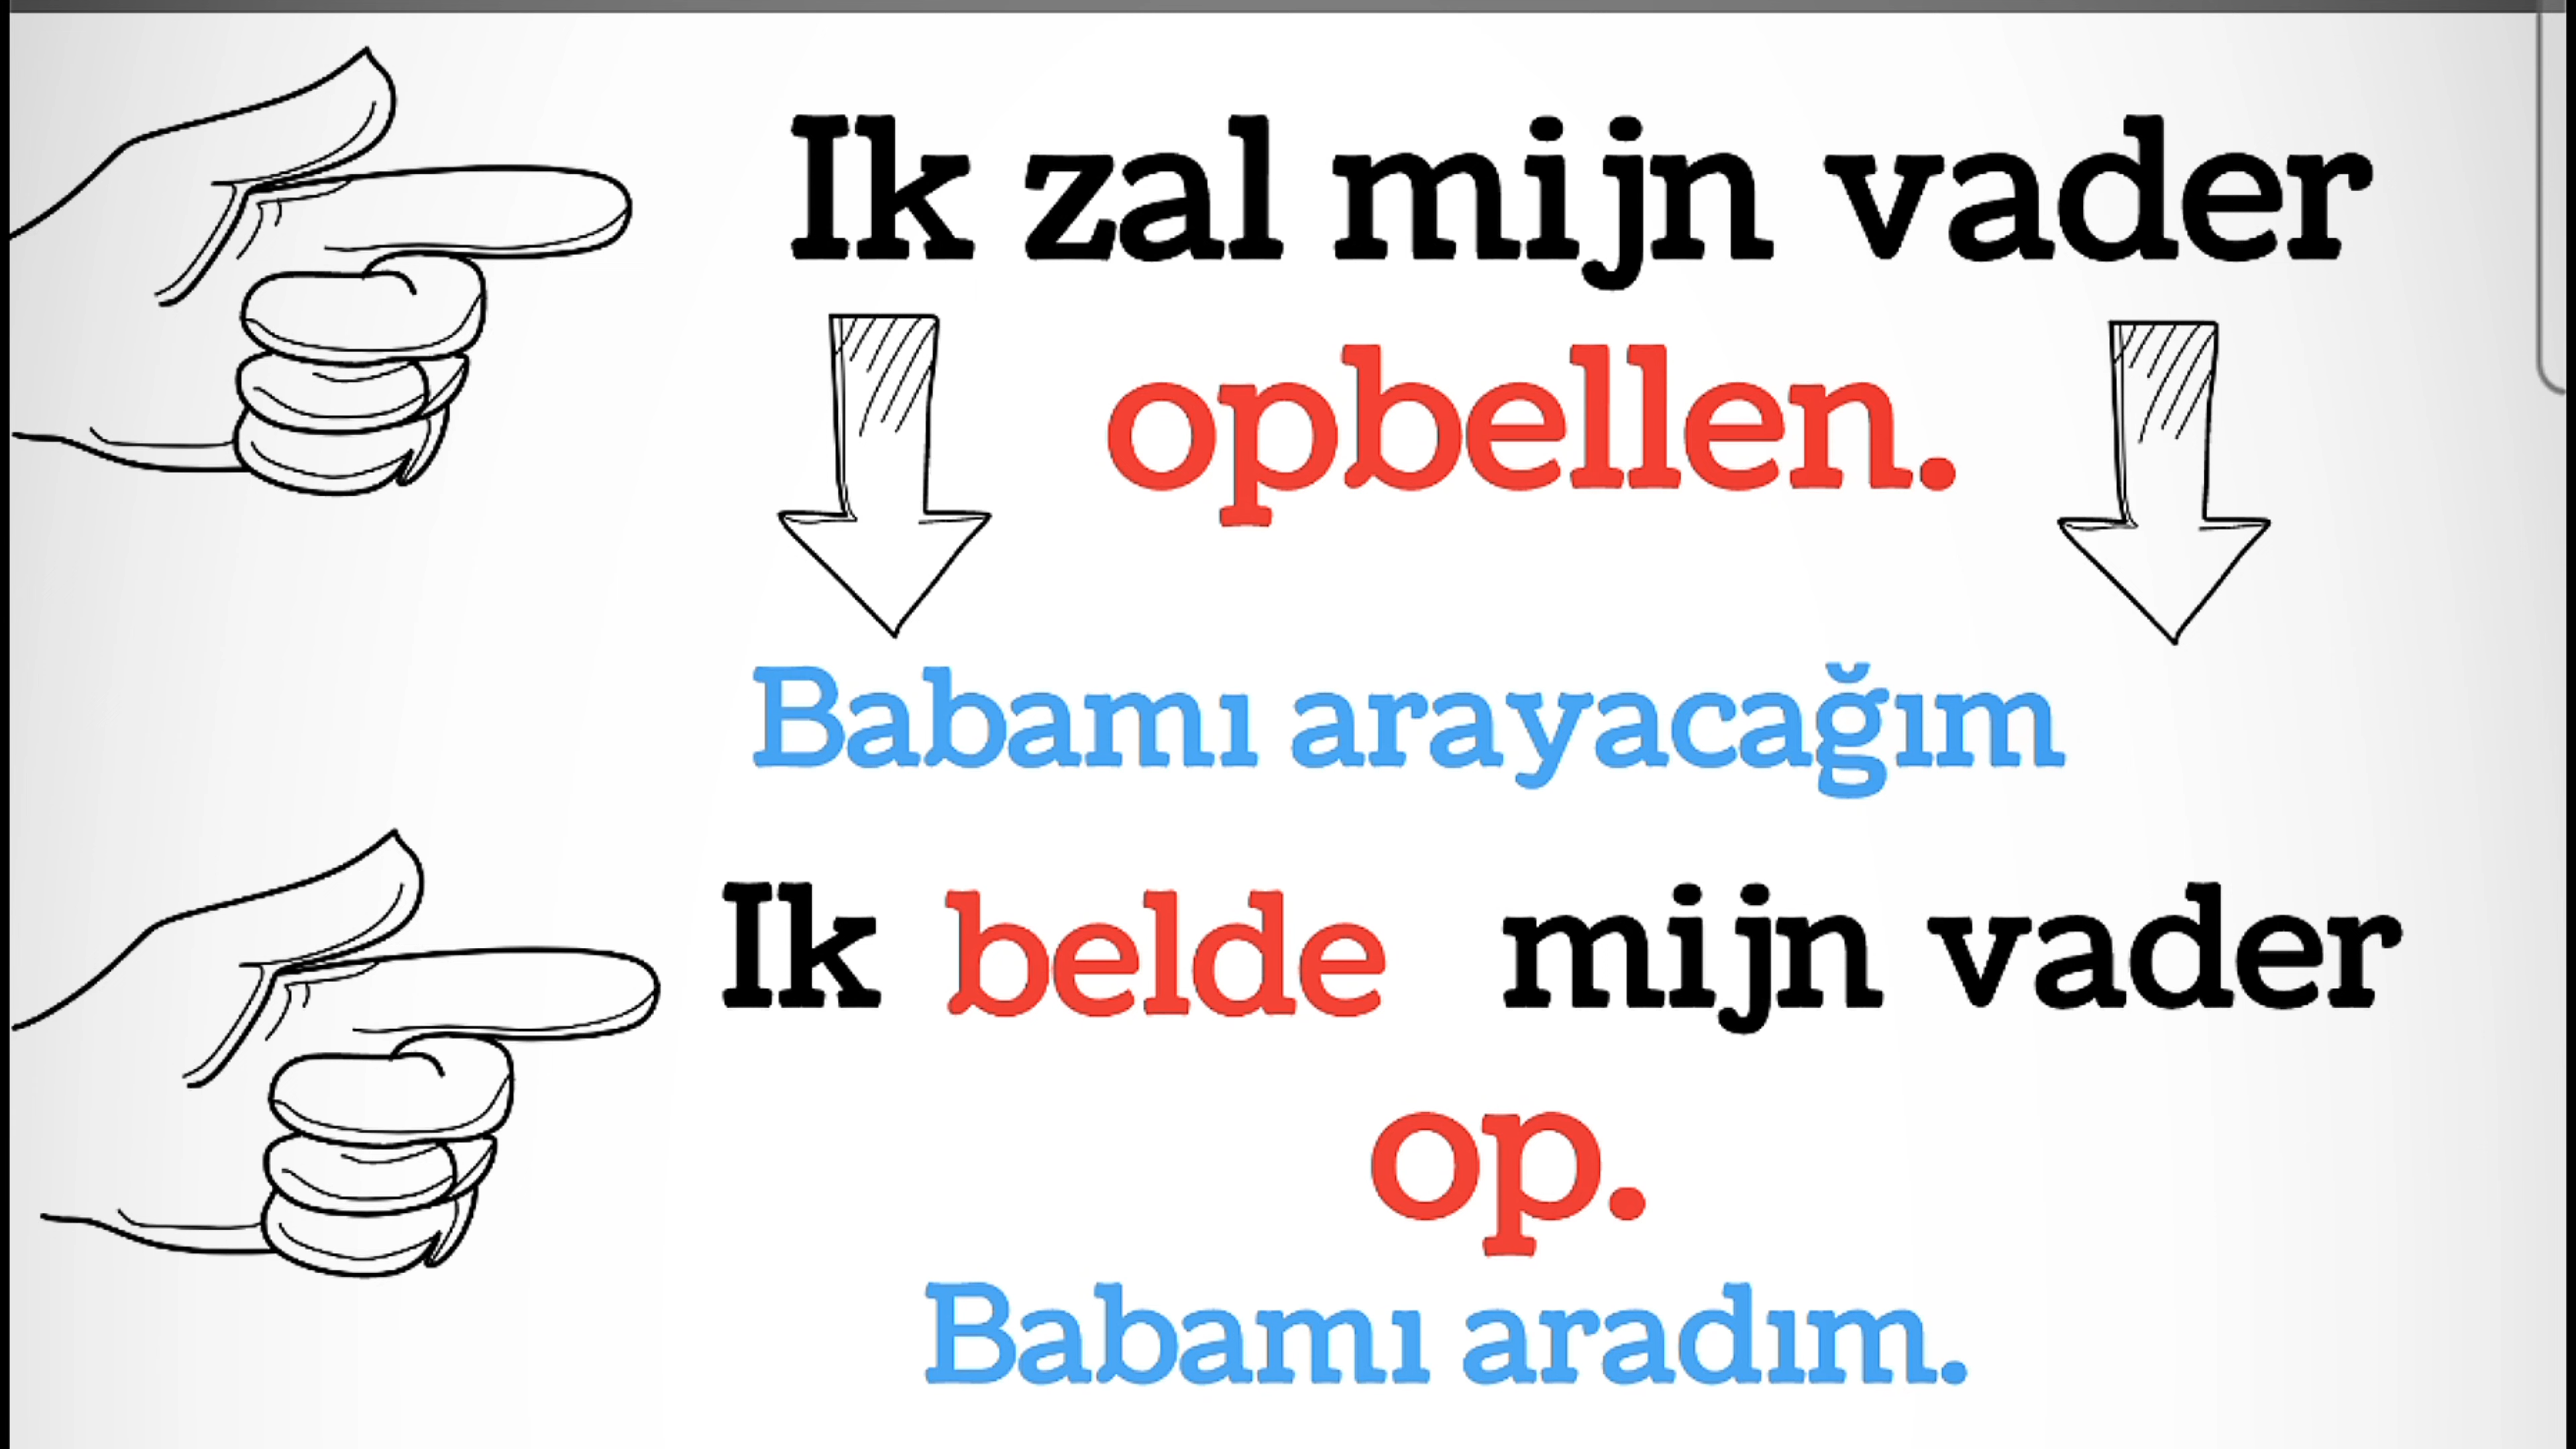 Ik zal mijn vader
opbellen.
Babamı arayacağım
Ik belde mijn vader
op.
Babamı aradım.